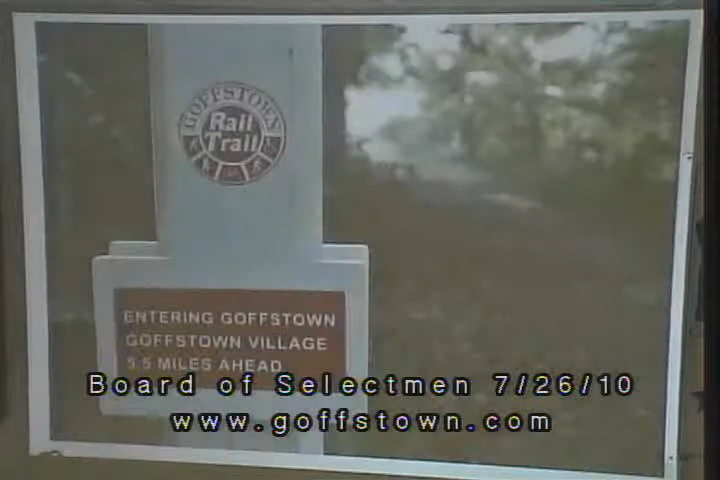 GOFFSTOWN
Rail
Trail
ENTERING GOFFSTOWN
GOFFSTOWN VILLAGE
5.5 MILES AHEAD
Board of Selectmen 7/26/10
www.goffstown.com